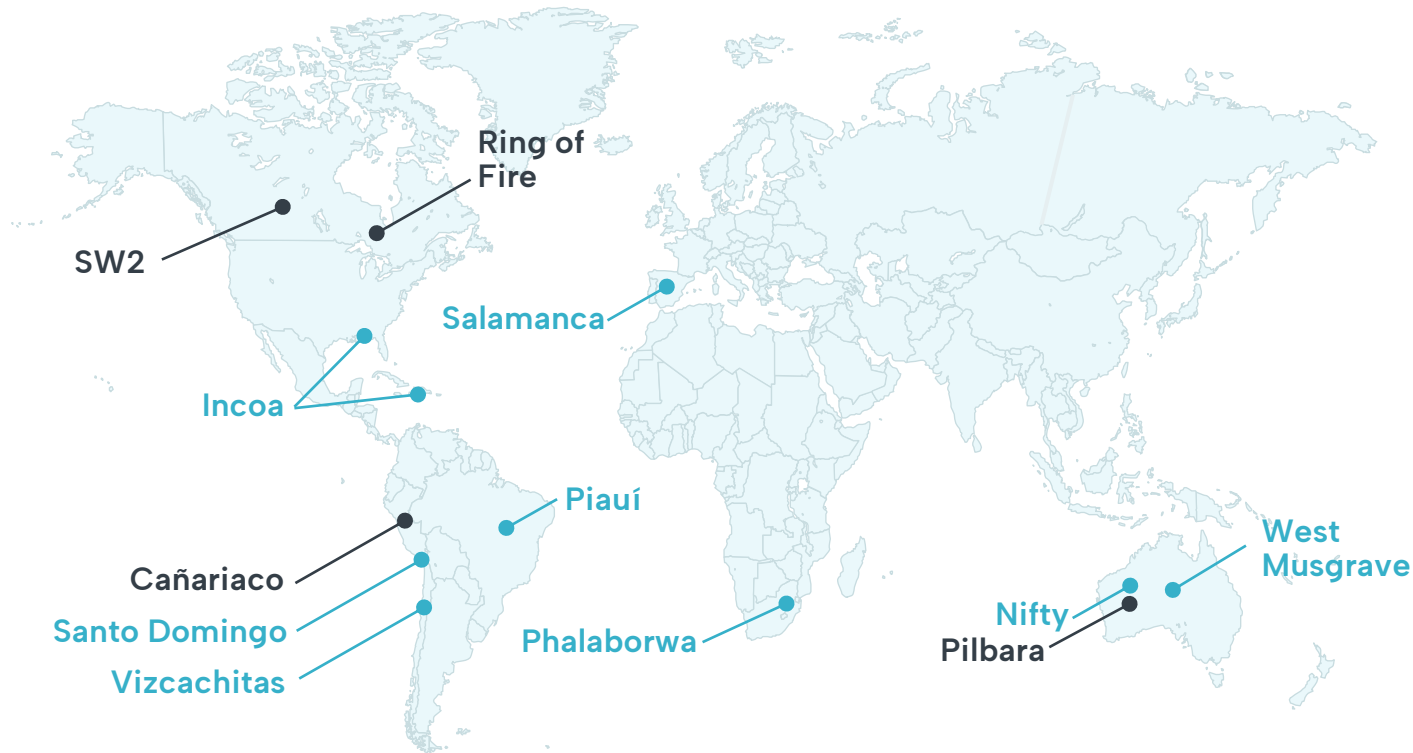 Ring of
Fire
SW2
Salamanca
Incoa
Piauí
West
Musgrave
Cañariaco
Nifty
Santo Domingo
Phalaborwa
Pilbara
Vizcachitas